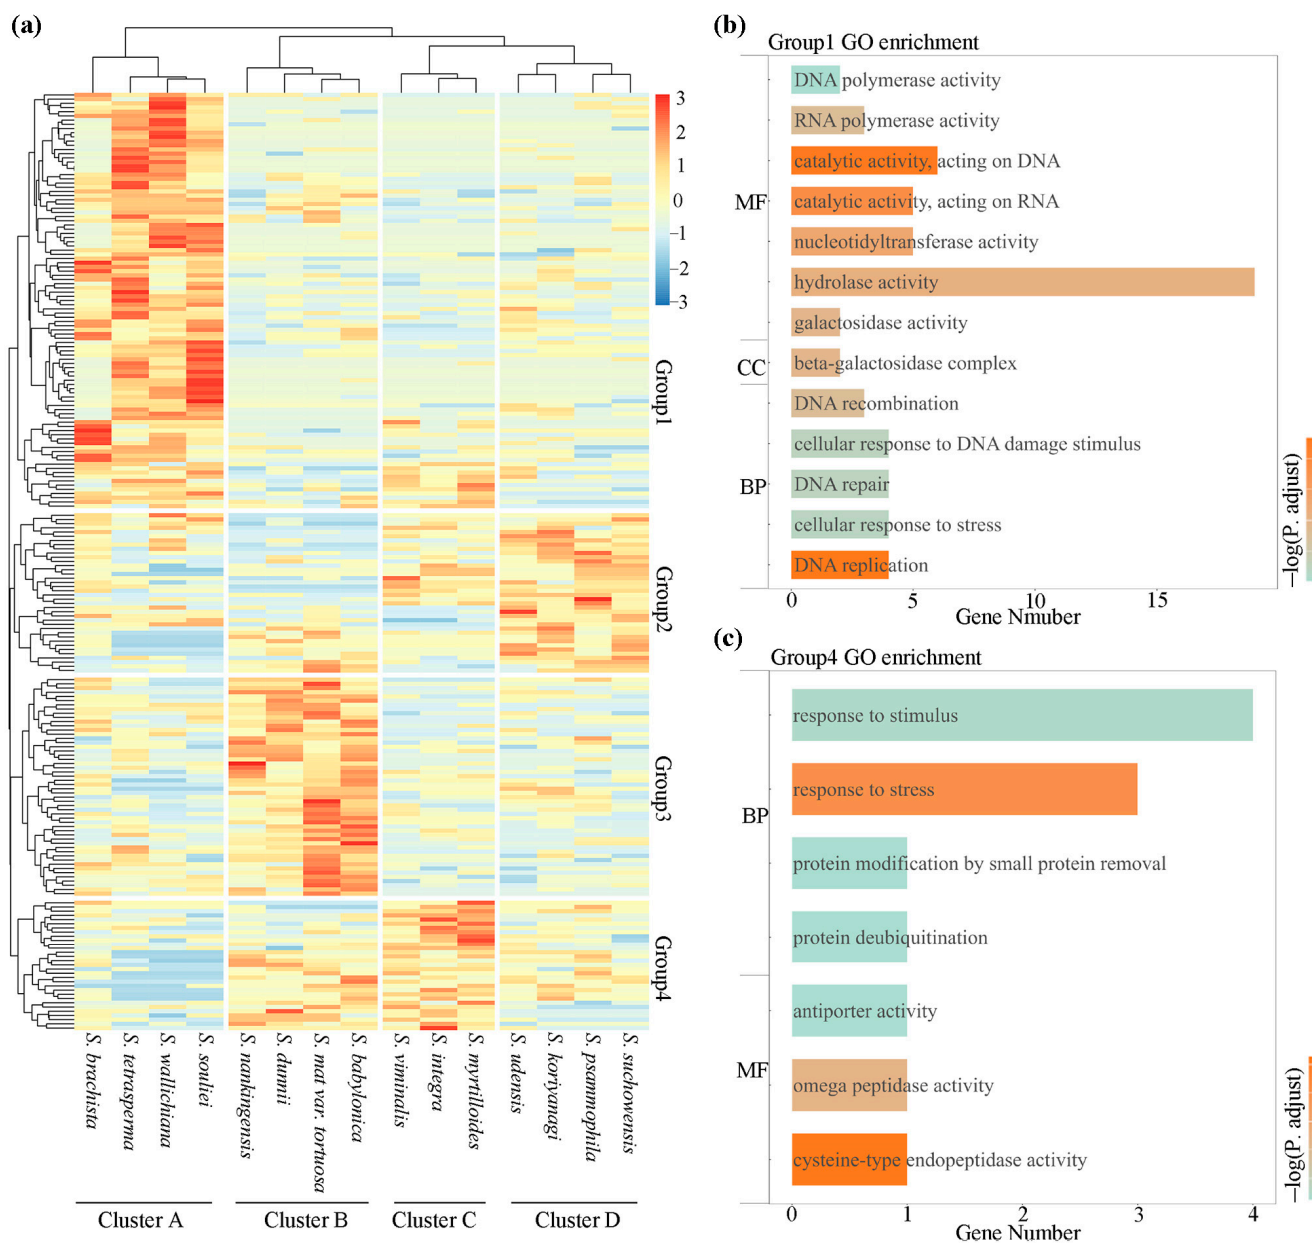 (a)
3
2
1
0
−1
−2
−3
Group1
Group2
Group3
Group4
S. brachista
S. tetrasperma
S. wallichiana
S. souliei
S. nankingensis
S. dunnii
S. mat var. tortuosa
S. babylonica
S. viminalis
S. integra
S. myrtilloides
S. udensis
S. koriyanagi
S. psammophila
S. suchowensis
Cluster A
Cluster B
Cluster C
Cluster D
(b)
Group1 GO enrichment
MF
CC
BP
DNA polymerase activity
RNA polymerase activity
catalytic activity, acting on DNA
catalytic activity, acting on RNA
nucleotidyltransferase activity
hydrolase activity
galactosidase activity
beta-galactosidase complex
DNA recombination
cellular response to DNA damage stimulus
DNA repair
cellular response to stress
DNA replication
0 5 10 15
Gene Nmuber
−log(P. adjust)
(c)
Group4 GO enrichment
BP
MF
response to stimulus
response to stress
protein modification by small protein removal
protein deubiquitination
antiporter activity
omega peptidase activity
cysteine-type endopeptidase activity
0 1 2 3 4
Gene Number
−log(P. adjust)